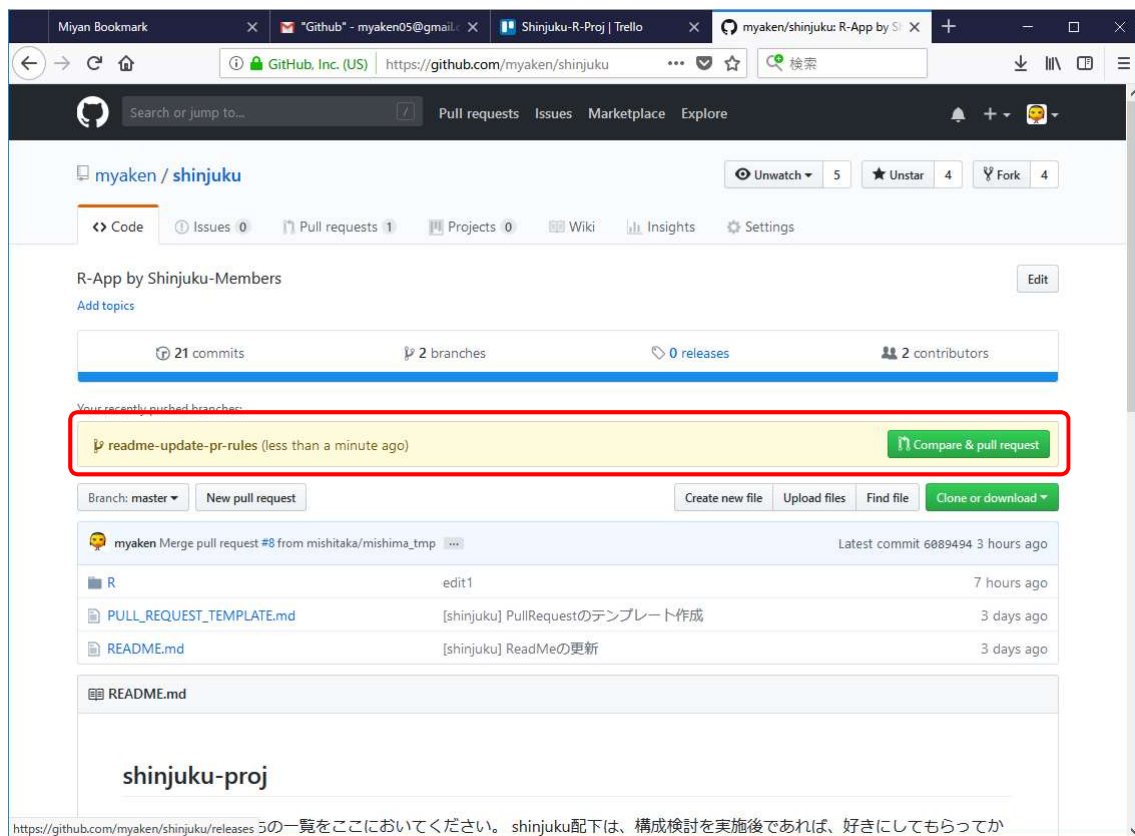 Miyan Bookmark "Github" - myaken05@gmail.c Shinjuku-R-Proj | Trello myaken/shinjuku: R-App by Sh
GitHub, Inc. (US) https://github.com/myaken/shinjuku 検索
Search or jump to... / Pull requests Issues Marketplace Explore
myaken / shinjuku Unwatch 5 Unstar 4 Fork 4
Code Issues 0 Pull requests 1 Projects 0 Wiki Insights Settings
R-App by Shinjuku-Members Edit
Add topics
21 commits 2 branches 0 releases 2 contributors
Your recently pushed branches:
readme-update-pr-rules (less than a minute ago) Compare & pull request
Branch: master New pull request Create new file Upload files Find file Clone or download
myaken Merge pull request #8 from mishitaka/mishima_tmp ... Latest commit 6089494 3 hours ago
R edit1 7 hours ago
PULL_REQUEST_TEMPLATE.md [shinjuku] PullRequestのテンプレート作成 3 days ago
README.md [shinjuku] ReadMeの更新 3 days ago
README.md
shinjuku-proj
https://github.com/myaken/shinjuku/releases の一覧をここにおいてください。 shinjuku配下は、構成検討を実施後であれば、好きにしてもらってか